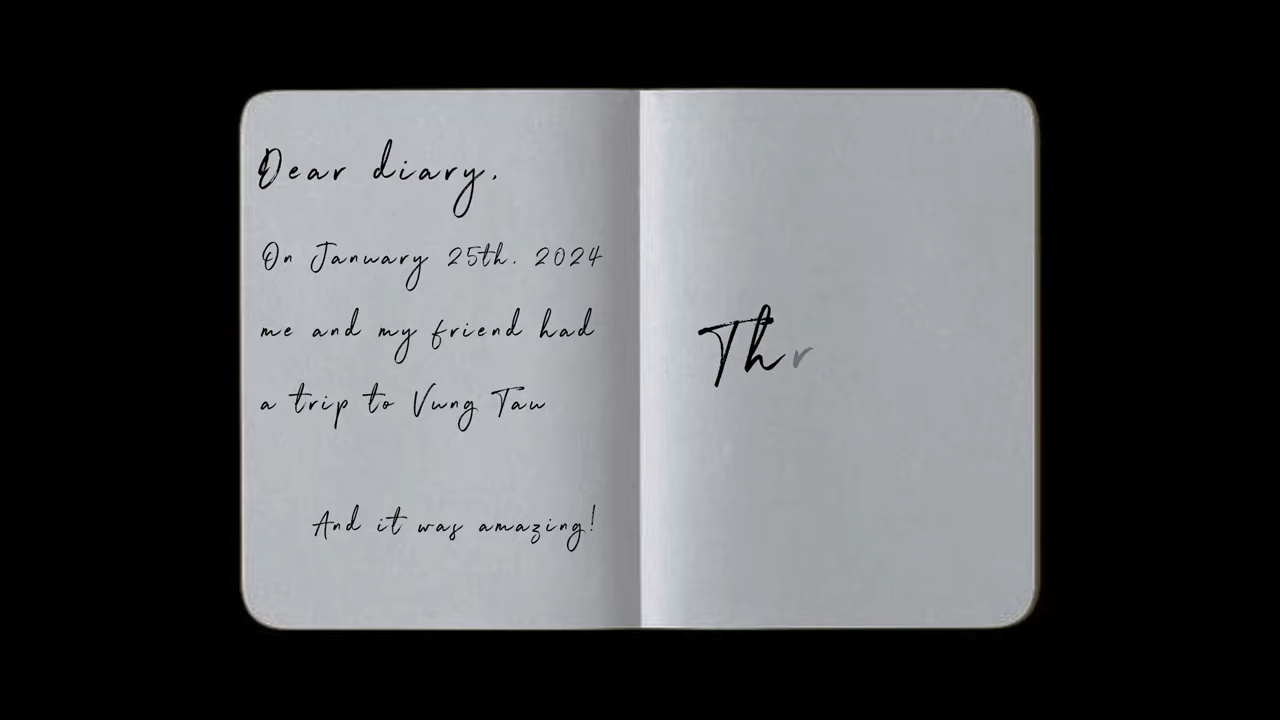 Dear diary,
On January 25th, 2024
me and my friend had
a trip to Vung Tau
And it was amazing!
Thr